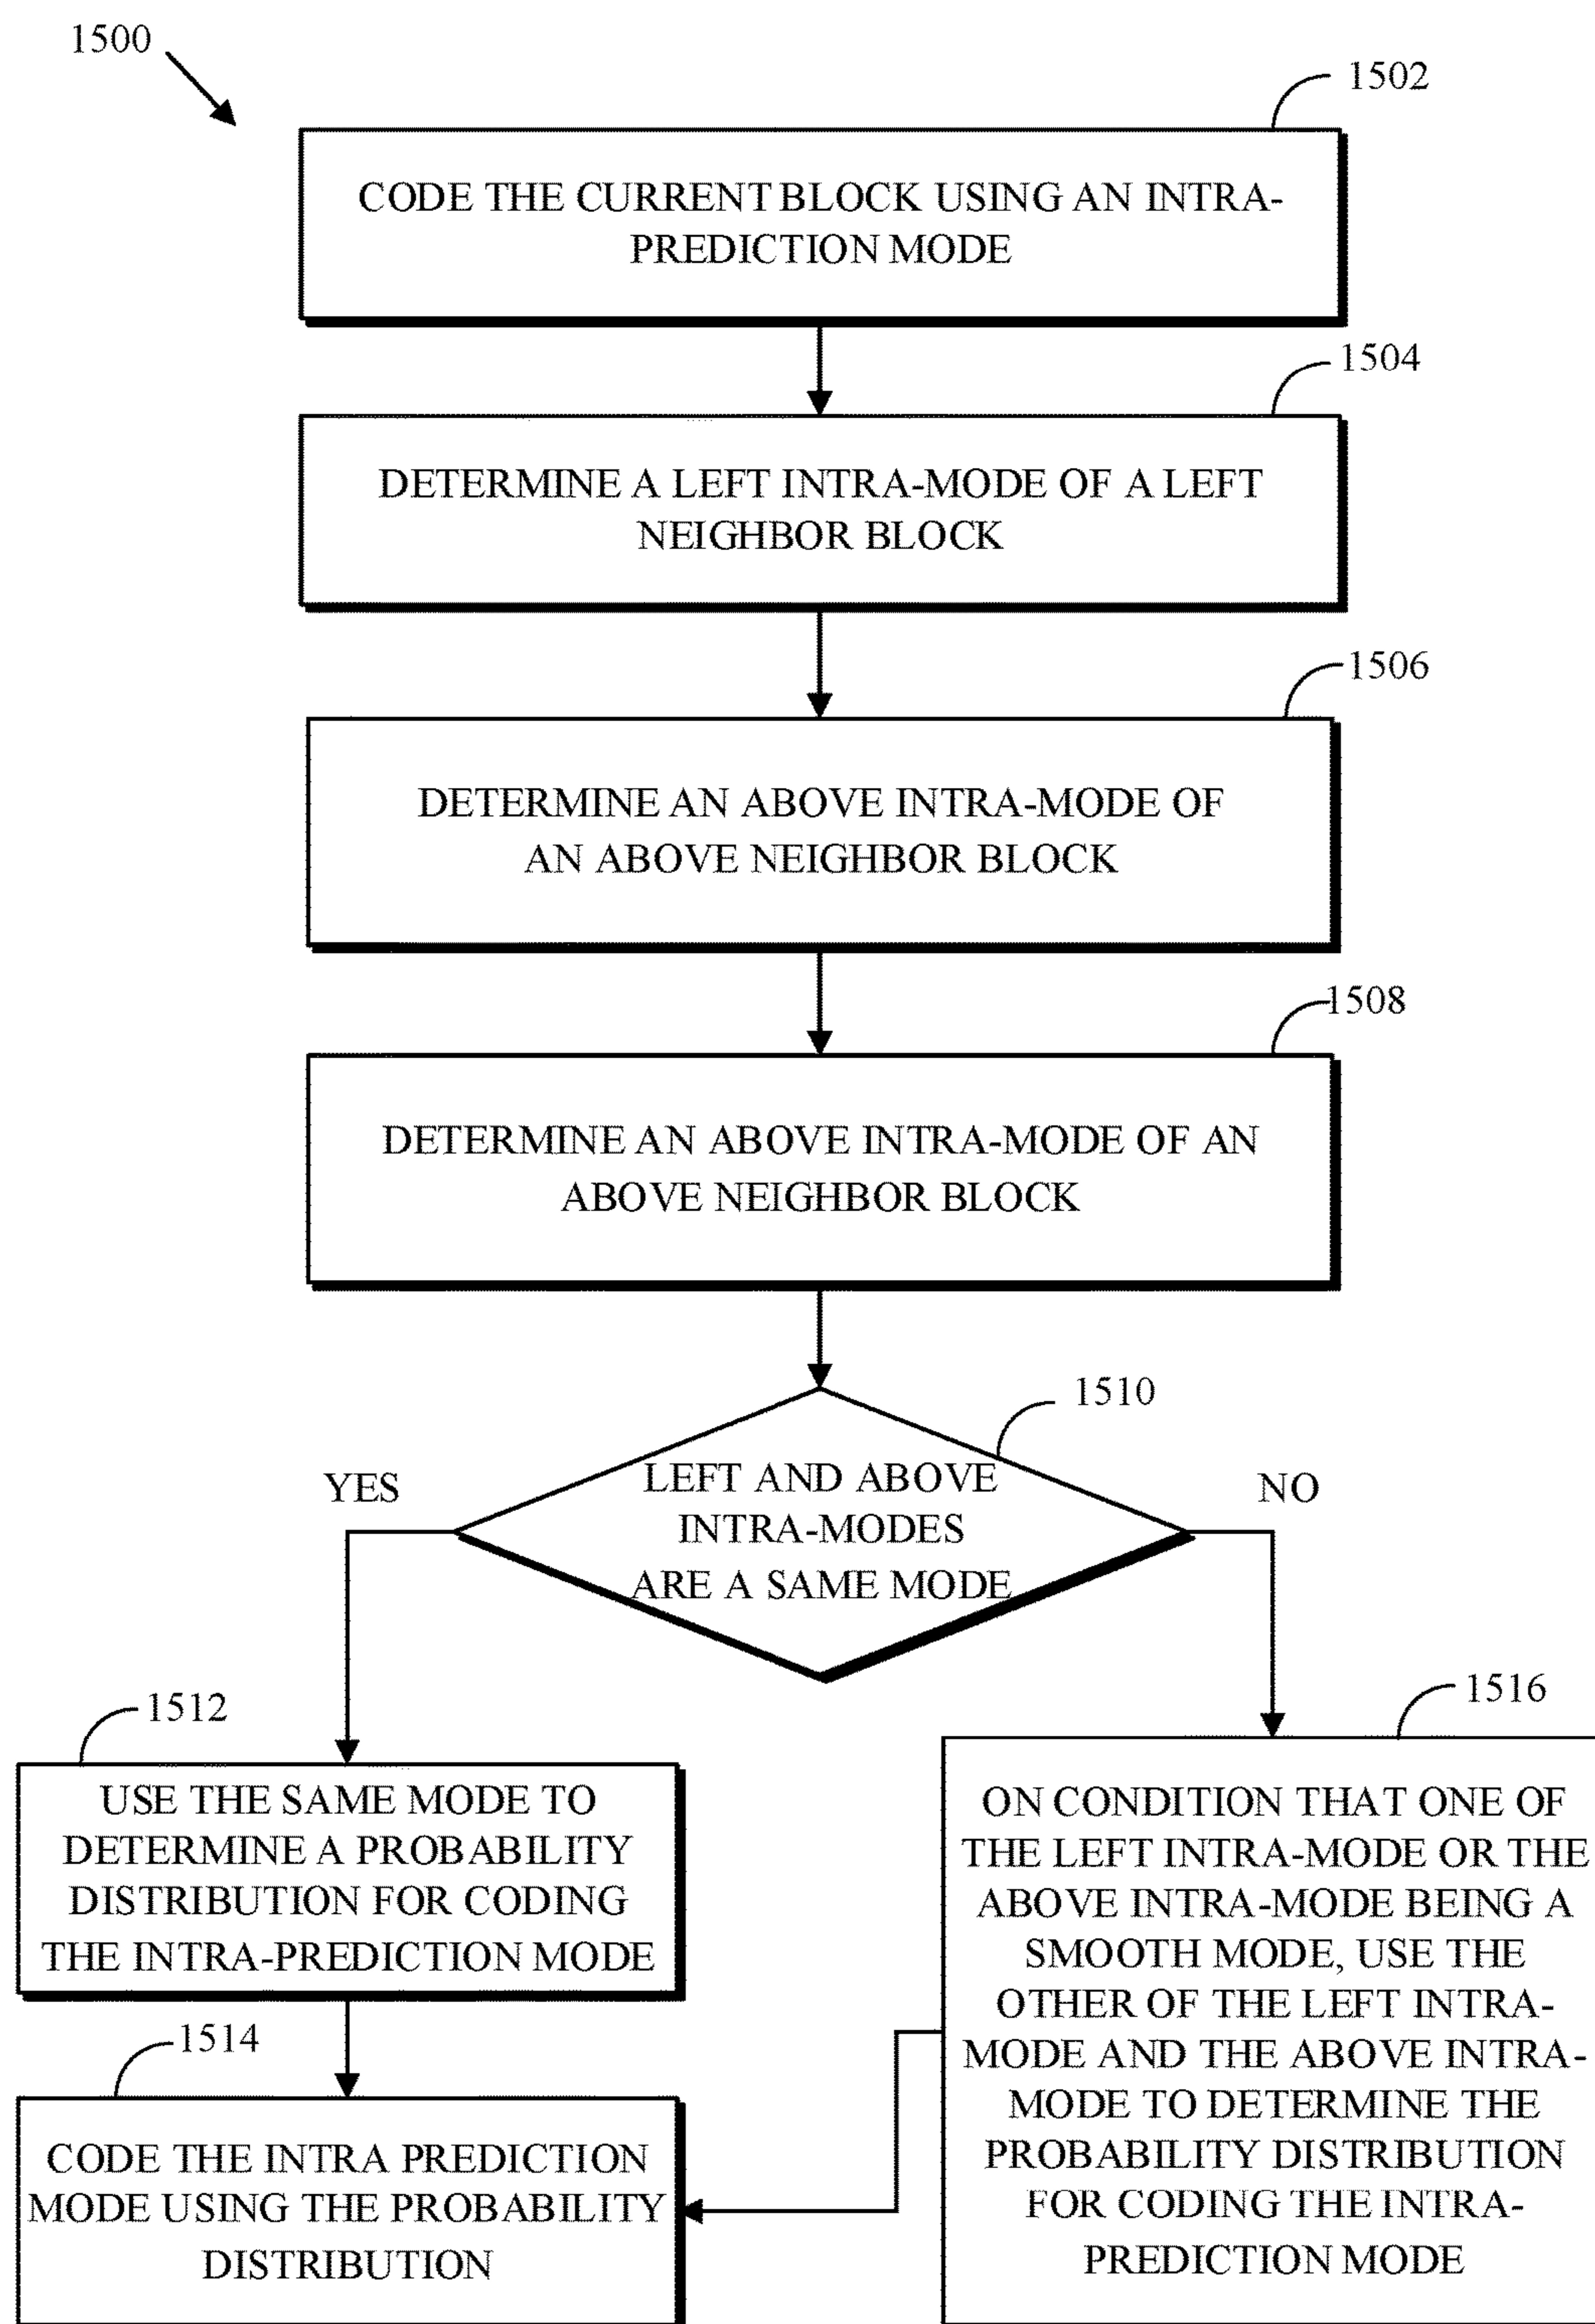 1500
1502
CODE THE CURRENT BLOCK USING AN INTRA-
PREDICTION MODE
1504
DETERMINE A LEFT INTRA-MODE OF A LEFT
NEIGHBOR BLOCK
1506
DETERMINE AN ABOVE INTRA-MODE OF
AN ABOVE NEIGHBOR BLOCK
1508
DETERMINE AN ABOVE INTRA-MODE OF AN
ABOVE NEIGHBOR BLOCK
1510
YES
LEFT AND ABOVE
INTRA-MODES
ARE A SAME MODE
NO
1512
USE THE SAME MODE TO
DETERMINE A PROBABILITY
DISTRIBUTION FOR CODING
THE INTRA-PREDICTION MODE
1514
CODE THE INTRA PREDICTION
MODE USING THE PROBABILITY
DISTRIBUTION
1516
ON CONDITION THAT ONE OF
THE LEFT INTRA-MODE OR THE
ABOVE INTRA-MODE BEING A
SMOOTH MODE, USE THE
OTHER OF THE LEFT INTRA-
MODE AND THE ABOVE INTRA-
MODE TO DETERMINE THE
PROBABILITY DISTRIBUTION
FOR CODING THE INTRA-
PREDICTION MODE